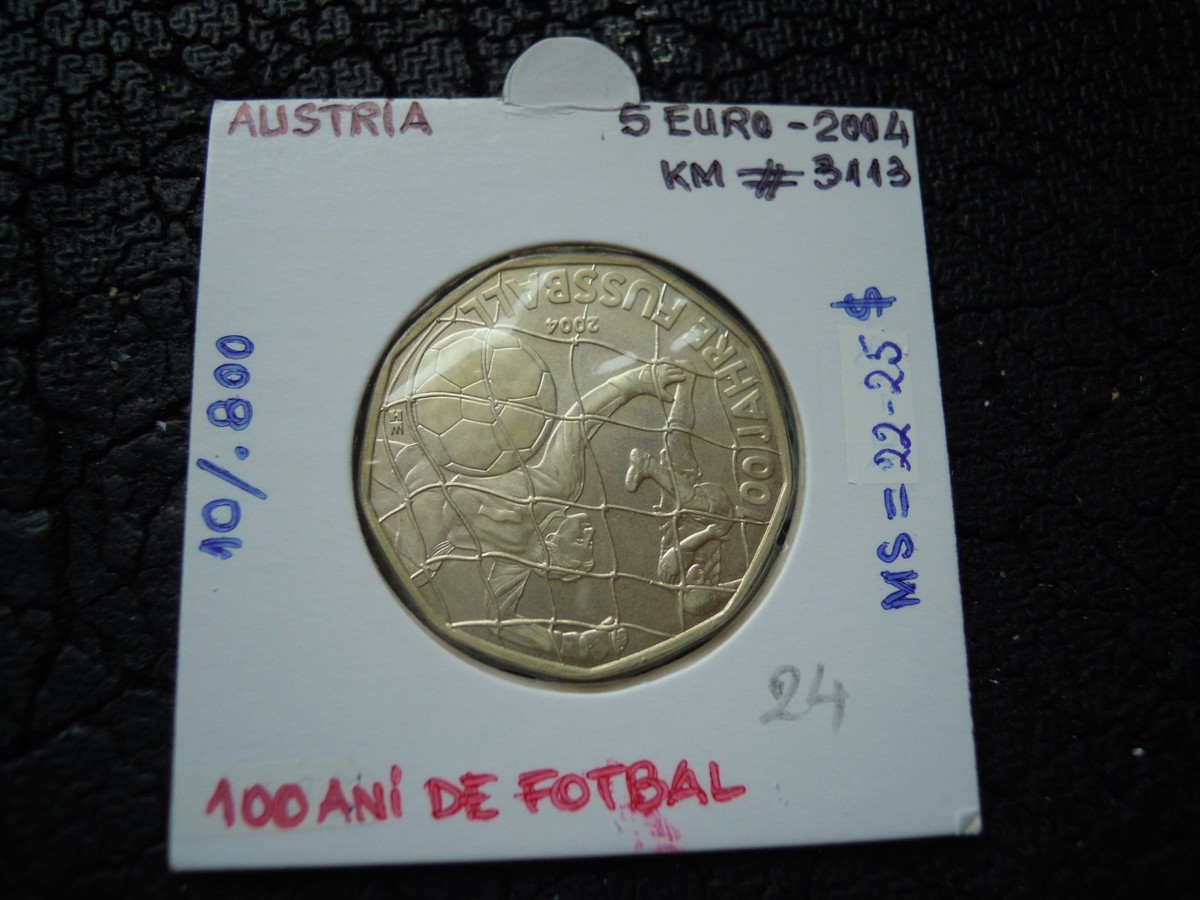 AUSTRIA
5 EURO - 2004
KM # 3113
10/.800
MS = 22-25 $
100 JAHRE FUSSBALL
2004
HW
24
100 ANI DE FOTBAL